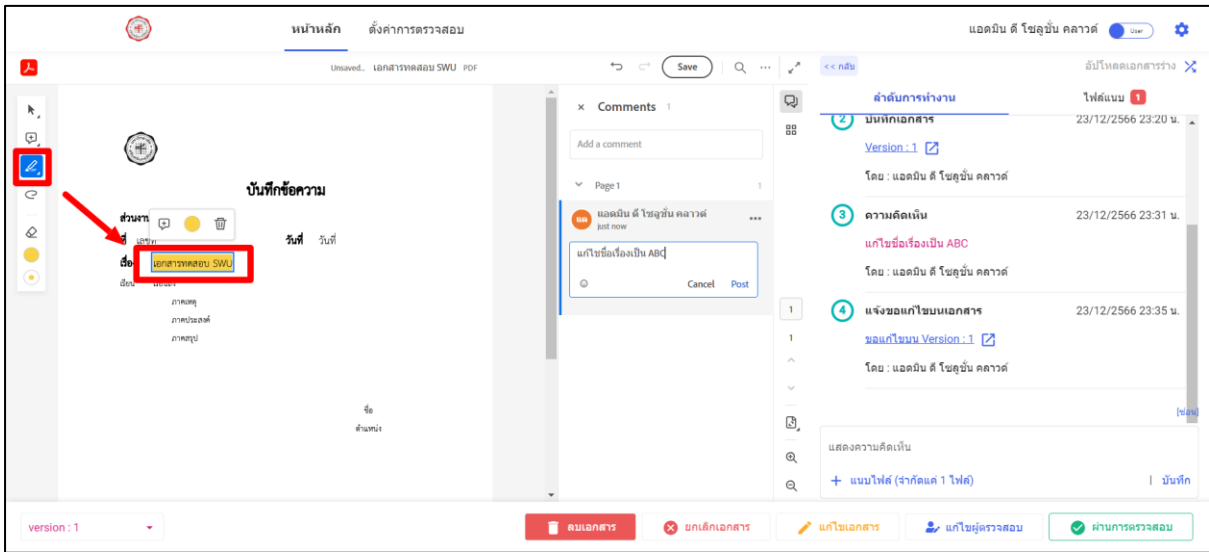 หน้าหลัก ตั้งค่าการตรวจสอบ แอดมิน ดี โซลูชั่น คลาวด์ User
Unsaved.. เอกสารทดสอบ SWU PDF Save << กลับ อัปโหลดเอกสารร่าง
ลำดับการทำงาน ไฟล์แนบ 1
× Comments 1
Add a comment
Page 1 1
แอดมิน ดี โซลูชั่น คลาวด์
just now
แก้ไขชื่อเรื่องเป็น ABC
Cancel Post
บันทึกข้อความ
ส่วนงาน
ที่ เลขที่ วันที่ วันที่
เรื่อง เอกสารทดสอบ SWU
เรียน
ภาคเหตุ
ภาคประสงค์
ภาคสรุป
ชื่อ
ตำแหน่ง
1
1
2 บันทึกเอกสาร 23/12/2566 23:20 น.
Version : 1
โดย : แอดมิน ดี โซลูชั่น คลาวด์
3 ความคิดเห็น 23/12/2566 23:31 น.
แก้ไขชื่อเรื่องเป็น ABC
โดย : แอดมิน ดี โซลูชั่น คลาวด์
4 แจ้งขอแก้ไขบนเอกสาร 23/12/2566 23:35 น.
ขอแก้ไขบน Version : 1
โดย : แอดมิน ดี โซลูชั่น คลาวด์
[ซ่อน]
แสดงความคิดเห็น
+ แนบไฟล์ (จำกัดแค่ 1 ไฟล์) | บันทึก
version : 1 ลบเอกสาร ยกเลิกเอกสาร แก้ไขเอกสาร แก้ไขผู้ตรวจสอบ ผ่านการตรวจสอบ